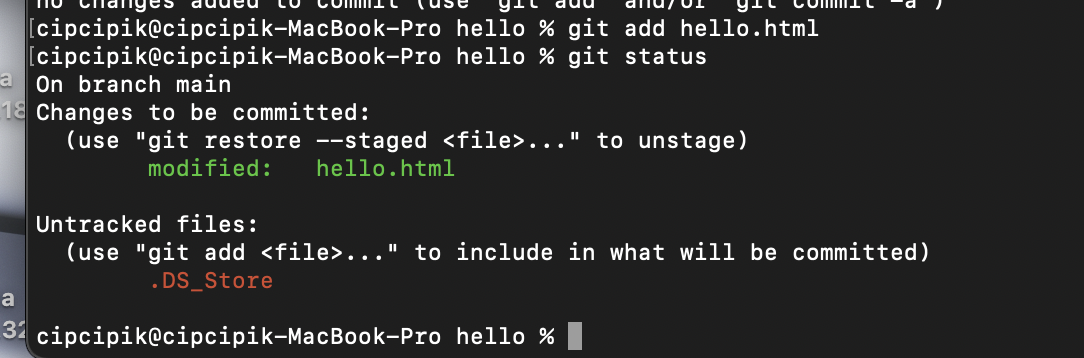 no changes added to commit (use "git add" and/or "git commit -a")
[cipcipik@cipcipik-MacBook-Pro hello % git add hello.html
[cipcipik@cipcipik-MacBook-Pro hello % git status
On branch main
Changes to be committed:
(use "git restore --staged <file>..." to unstage)
modified: hello.html
Untracked files:
(use "git add <file>..." to include in what will be committed)
.DS_Store
cipcipik@cipcipik-MacBook-Pro hello %
a
18
a
32